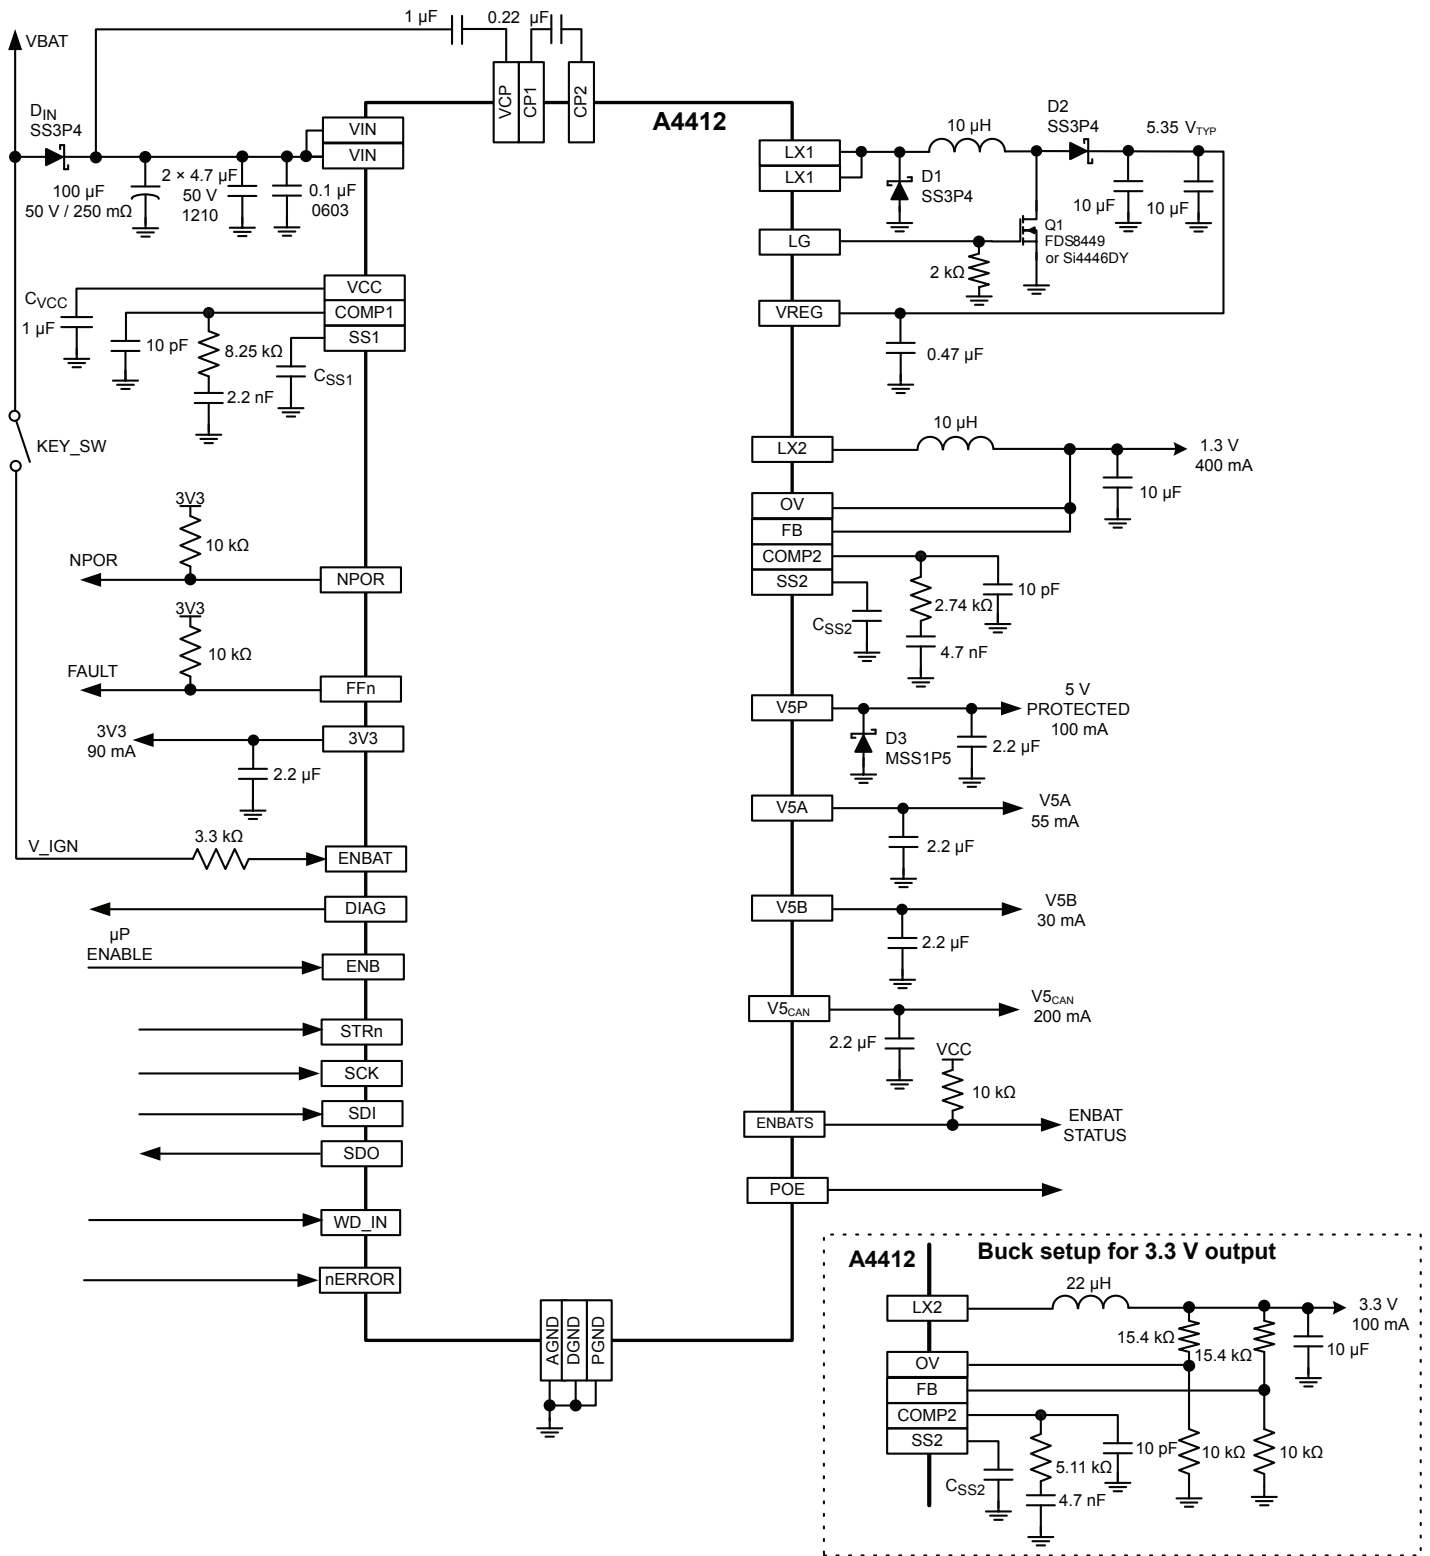 1 µF
0.22 µF
VBAT
VCP
CP1
CP2
A4412
DIN
SS3P4
VIN
VIN
100 µF
50 V / 250 mΩ
2 × 4.7 µF
50 V
1210
0.1 µF
0603
LX1
LX1
10 µH
D2
SS3P4
5.35 VTYP
D1
SS3P4
10 µF
10 µF
LG
2 kΩ
Q1
FDS8449
or Si4446DY
VREG
0.47 µF
CVCC
1 µF
VCC
COMP1
SS1
10 pF
8.25 kΩ
2.2 nF
CSS1
KEY_SW
LX2
10 µH
1.3 V
400 mA
10 µF
OV
FB
COMP2
SS2
CSS2
2.74 kΩ
4.7 nF
10 pF
3V3
10 kΩ
NPOR
NPOR
3V3
10 kΩ
FAULT
FFn
3V3
90 mA
3V3
2.2 µF
V5P
5 V
PROTECTED
100 mA
D3
MSS1P5
2.2 µF
V5A
V5A
55 mA
2.2 µF
V_IGN
3.3 kΩ
ENBAT
DIAG
V5B
V5B
30 mA
2.2 µF
µP
ENABLE
ENB
V5CAN
V5CAN
200 mA
2.2 µF
STRn
SCK
SDI
SDO
VCC
10 kΩ
ENBATS
ENBAT
STATUS
POE
WD_IN
nERROR
AGND
DGND
PGND
A4412
Buck setup for 3.3 V output
LX2
22 µH
3.3 V
100 mA
15.4 kΩ
15.4 kΩ
10 µF
OV
FB
COMP2
SS2
CSS2
5.11 kΩ
4.7 nF
10 pF
10 kΩ
10 kΩ